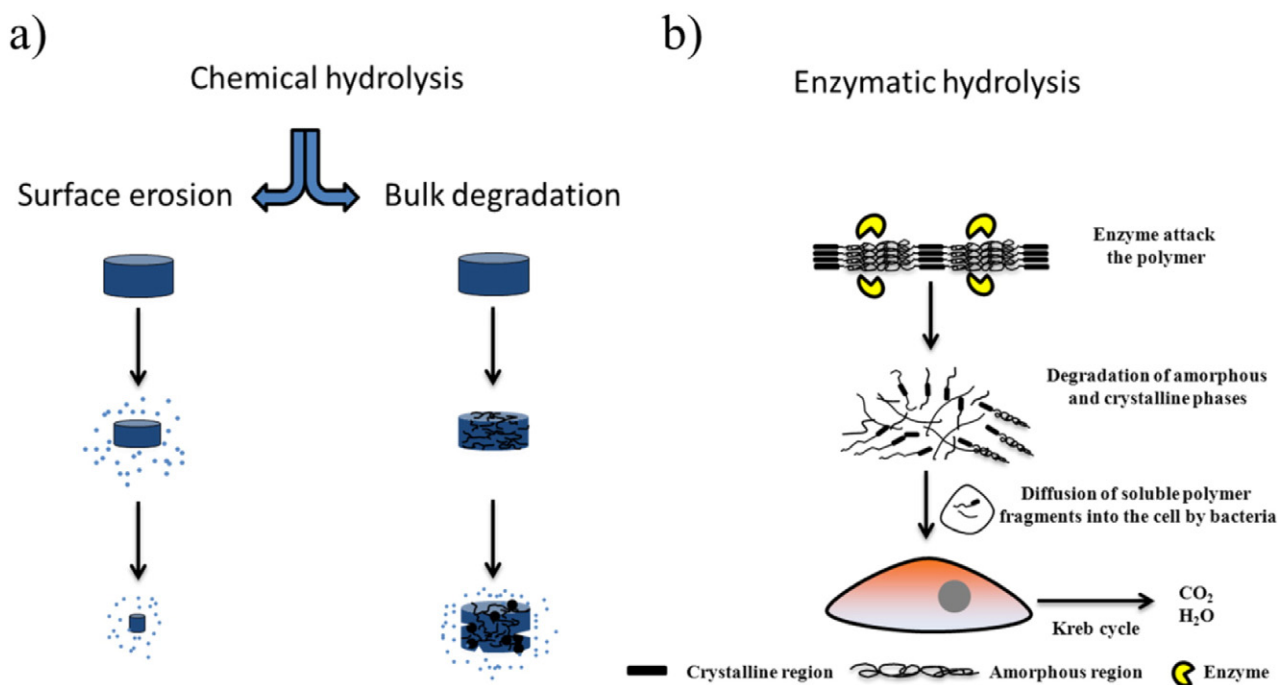 a)
Chemical hydrolysis
Surface erosion
Bulk degradation
b)
Enzymatic hydrolysis
Enzyme attack
the polymer
Degradation of amorphous
and crystalline phases
Diffusion of soluble polymer
fragments into the cell by bacteria
Kreb cycle
CO₂
H₂O
Crystalline region
Amorphous region
Enzyme